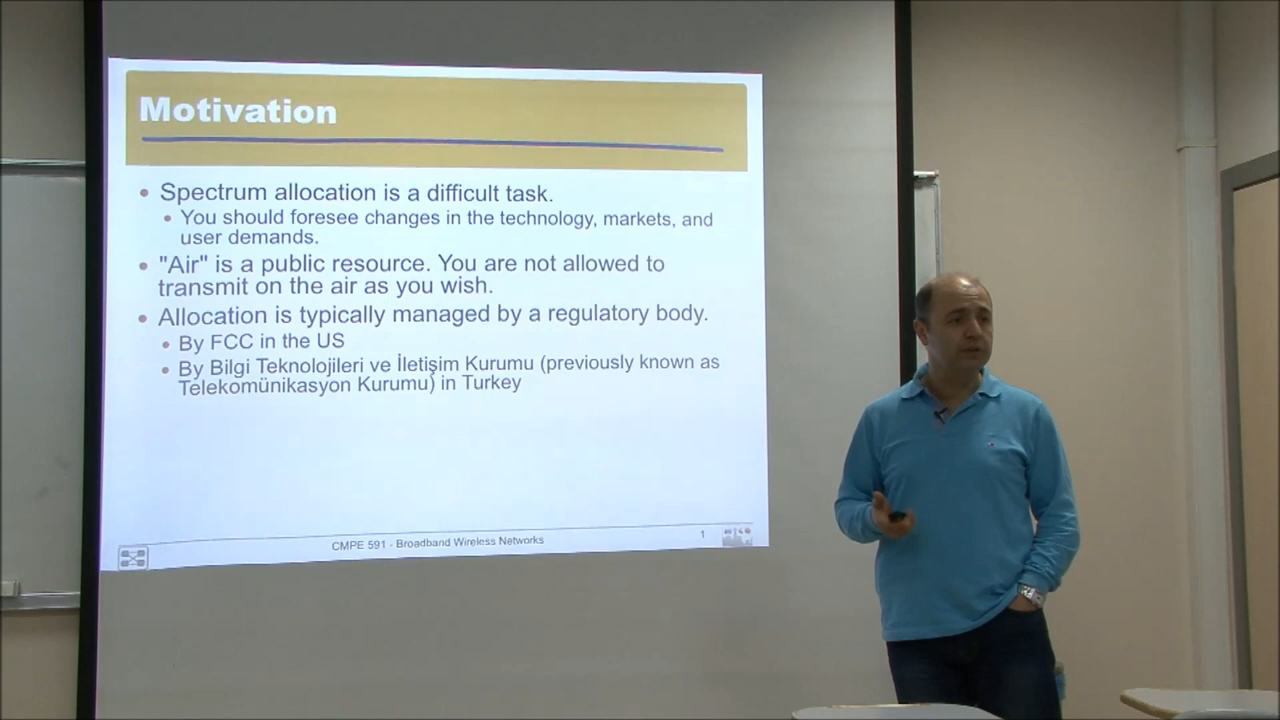 Motivation
• Spectrum allocation is a difficult task.
• You should foresee changes in the technology, markets, and
user demands.
• "Air" is a public resource. You are not allowed to
transmit on the air as you wish.
• Allocation is typically managed by a regulatory body.
• By FCC in the US
• By Bilgi Teknolojileri ve İletişim Kurumu (previously known as
Telekomünikasyon Kurumu) in Turkey
CMPE 591 - Broadband Wireless Networks
1